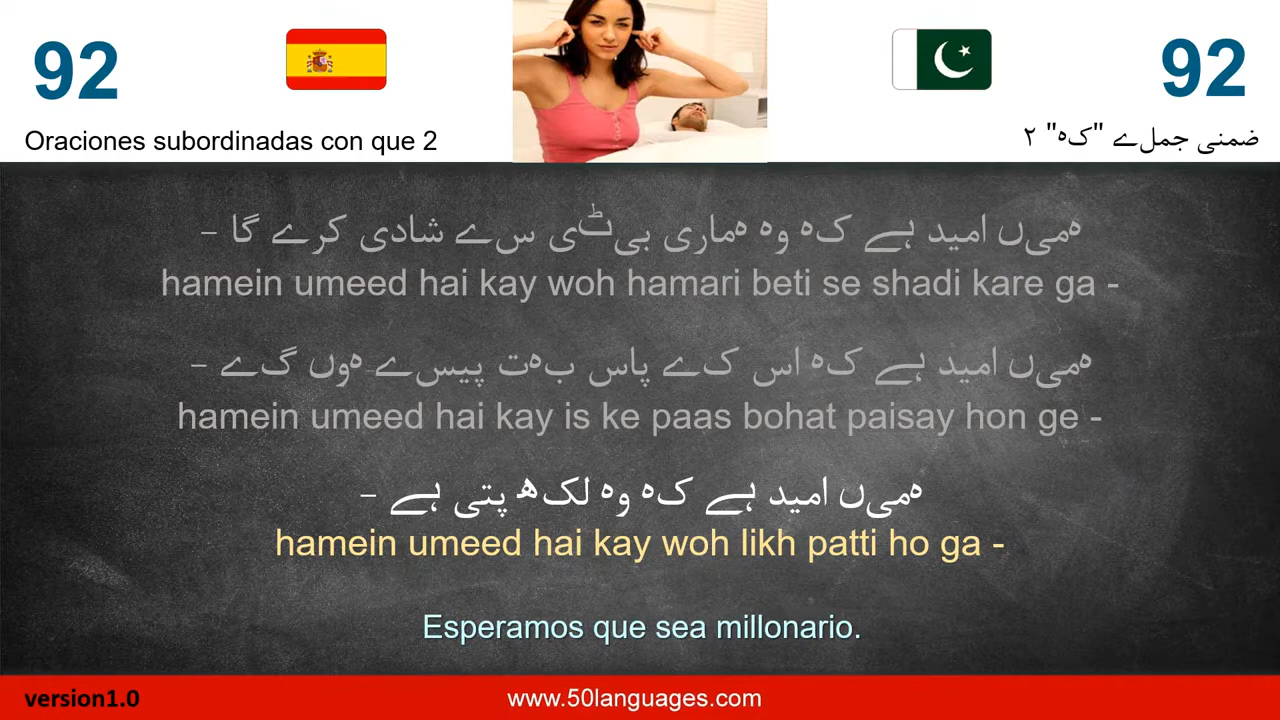 92
92
Oraciones subordinadas con que 2
ضمنی جملے "کہ" ۲
ہمیں امید ہے کہ وہ ہماری بیٹی سے شادی کرے گا –
hamein umeed hai kay woh hamari beti se shadi kare ga -
ہمیں امید ہے کہ اس کے پاس بہت پیسے ہوں گے –
hamein umeed hai kay is ke paas bohat paisay hon ge -
ہمیں امید ہے کہ وہ لکھ پتی ہے –
hamein umeed hai kay woh likh patti ho ga -
Esperamos que sea millonario.
version1.0
www.50languages.com